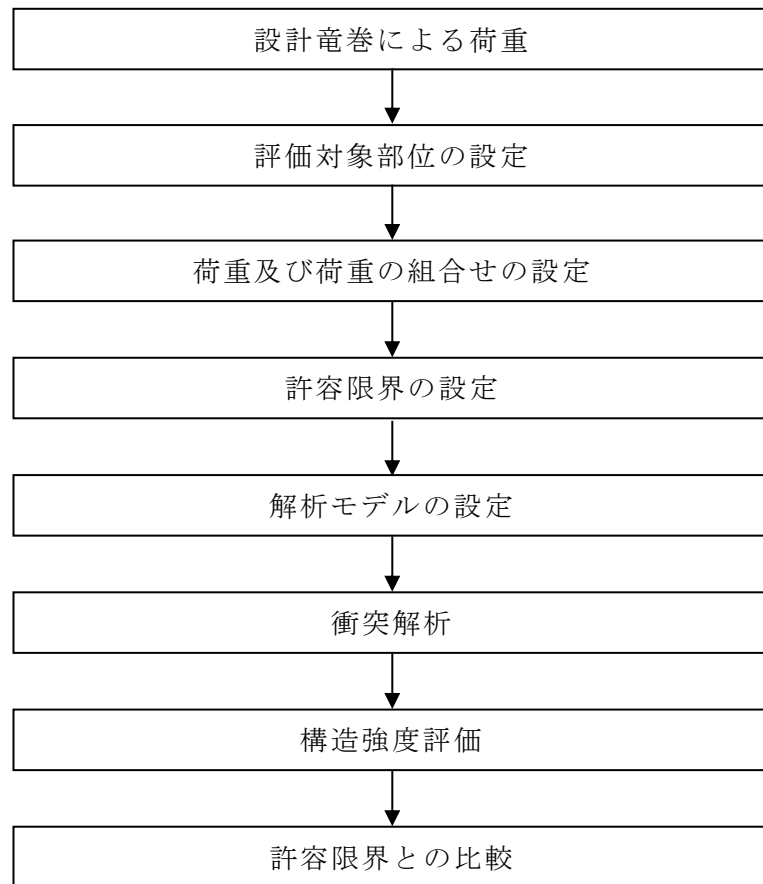 設計竜巻による荷重
評価対象部位の設定
荷重及び荷重の組合せの設定
許容限界の設定
解析モデルの設定
衝突解析
構造強度評価
許容限界との比較